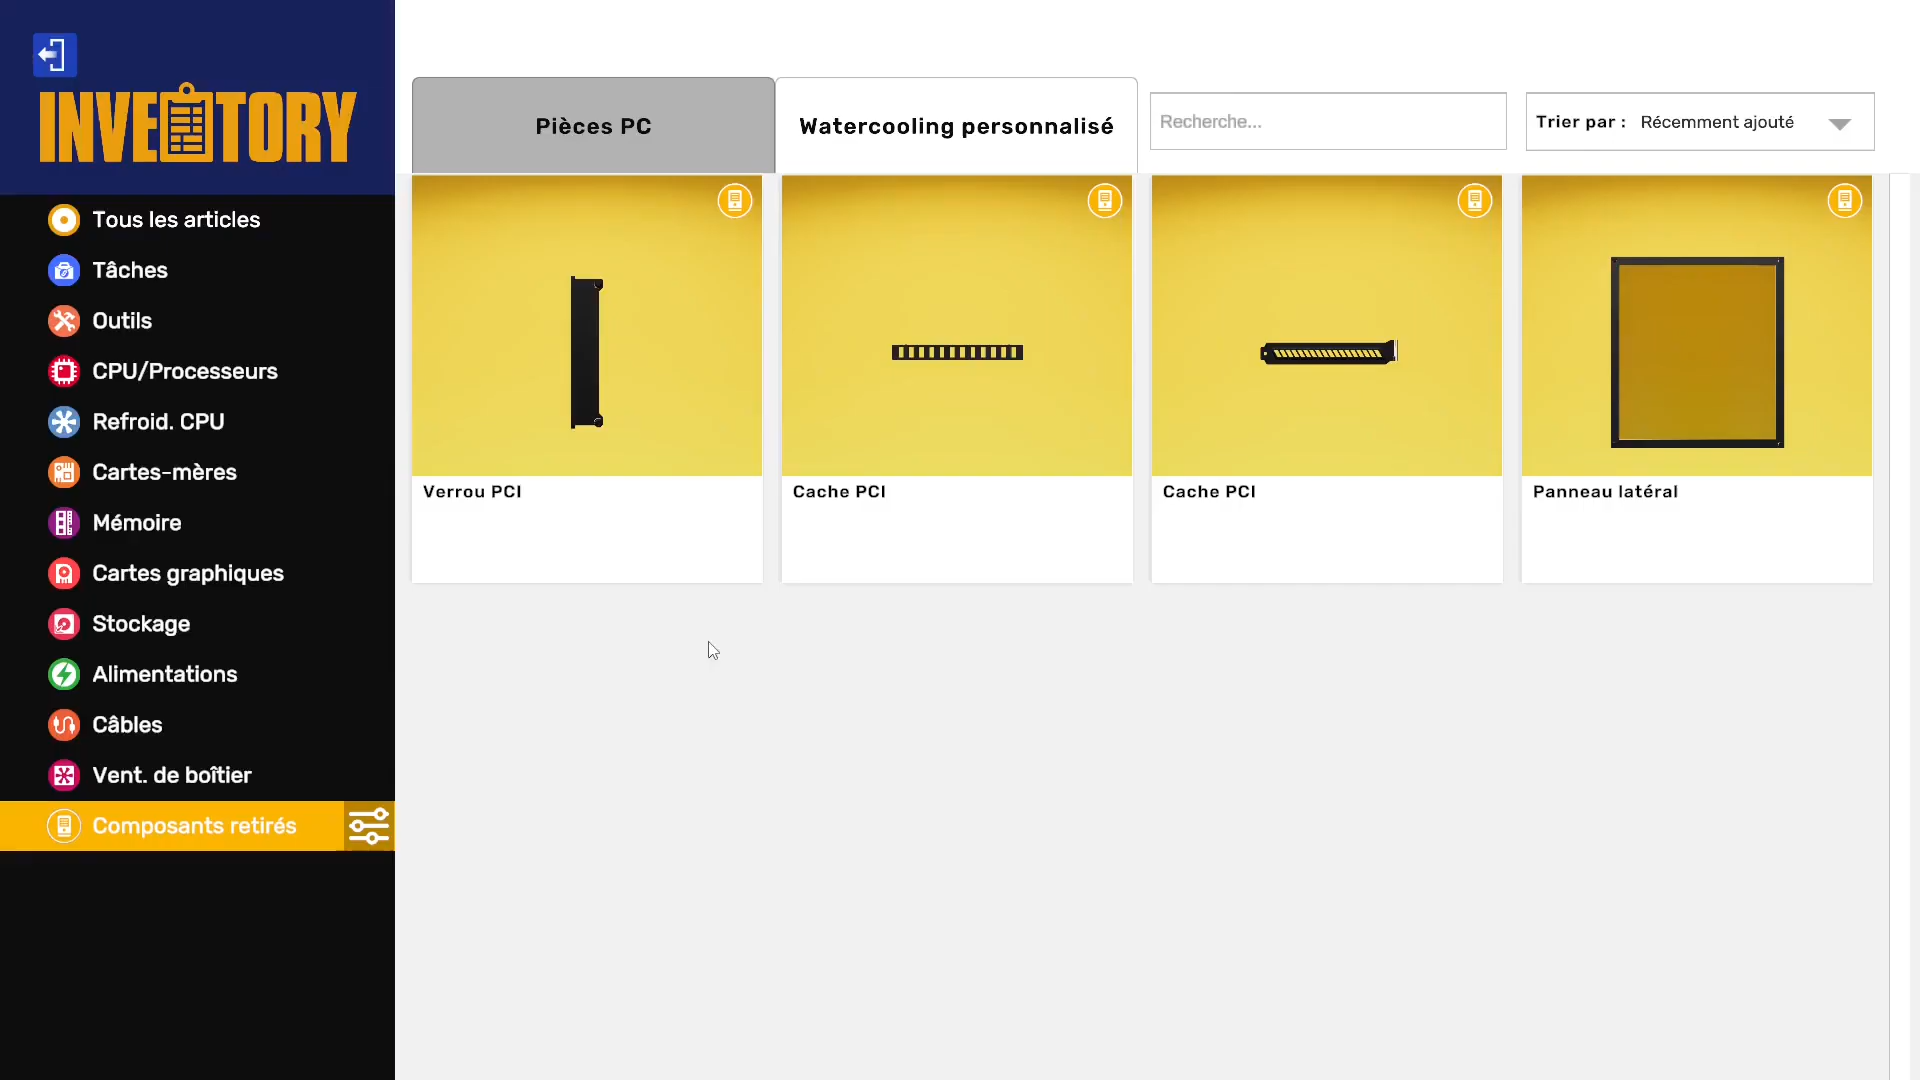 INVENTORY
Tous les articles
Tâches
Outils
CPU/Processeurs
Refroid. CPU
Cartes-mères
Mémoire
Cartes graphiques
Stockage
Alimentations
Câbles
Vent. de boîtier
Composants retirés
Pièces PC
Watercooling personnalisé
Recherche...
Trier par : Récemment ajouté
Verrou PCI
Cache PCI
Cache PCI
Panneau latéral